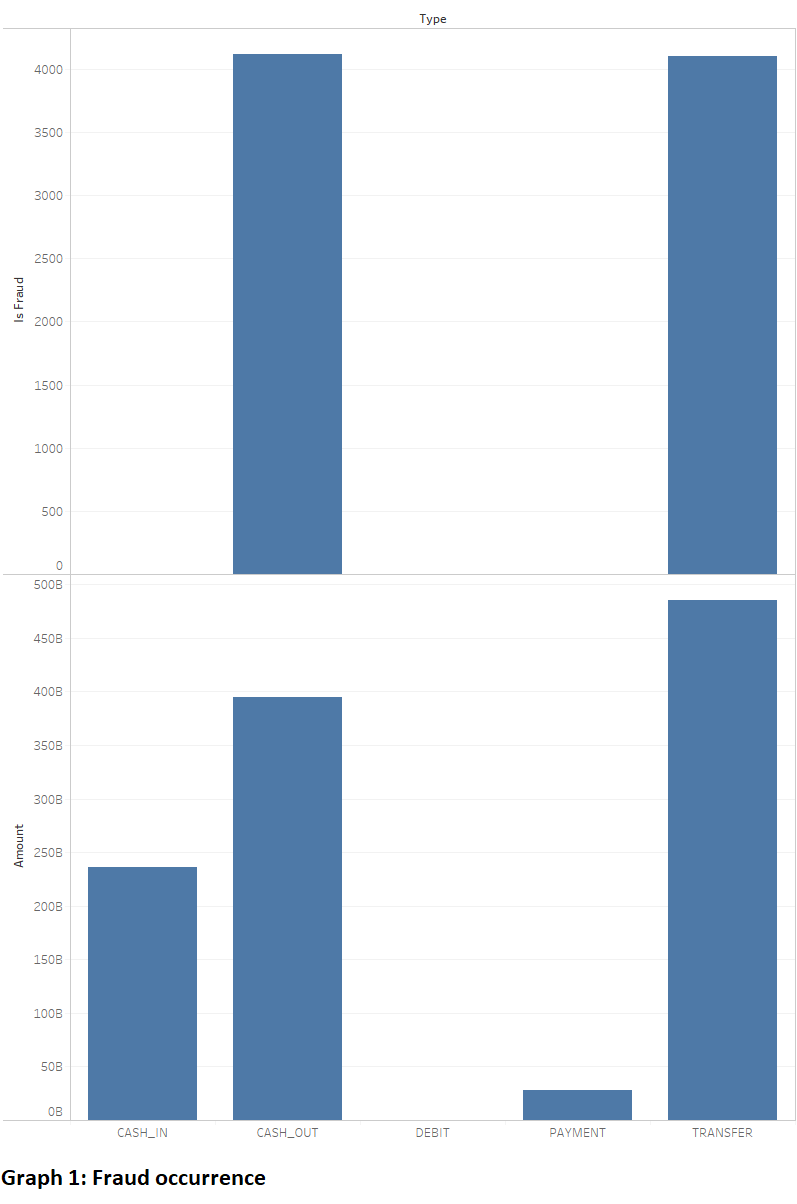 Type
4000
3500
3000
2500
2000
1500
1000
500
0
Is Fraud
500B
450B
400B
350B
300B
250B
200B
150B
100B
50B
0B
Amount
CASH_IN CASH_OUT DEBIT PAYMENT TRANSFER
Graph 1: Fraud occurrence